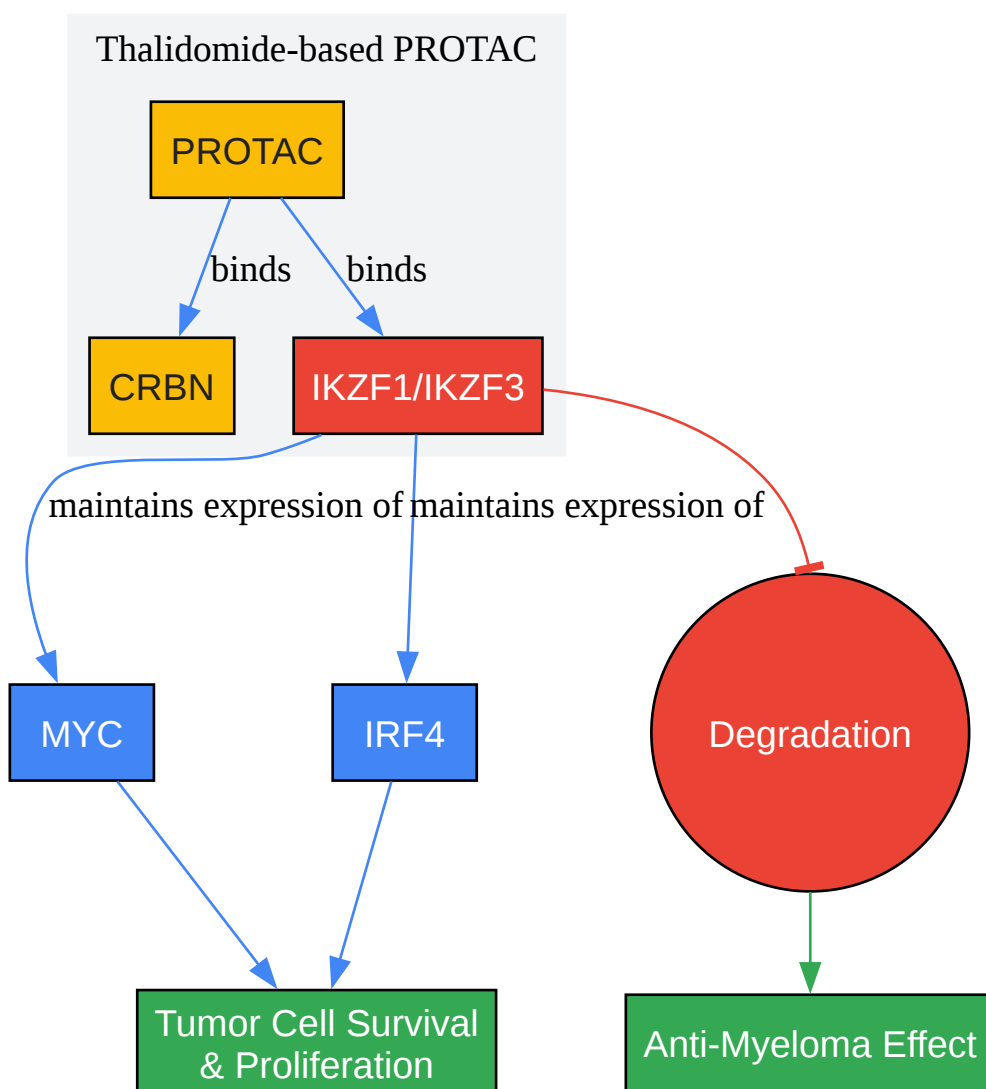 Thalidomide-based PROTAC
PROTAC
binds
binds
CRBN
IKZF1/IKZF3
maintains expression of
maintains expression of
MYC
IRF4
Degradation
Tumor Cell Survival
& Proliferation
Anti-Myeloma Effect